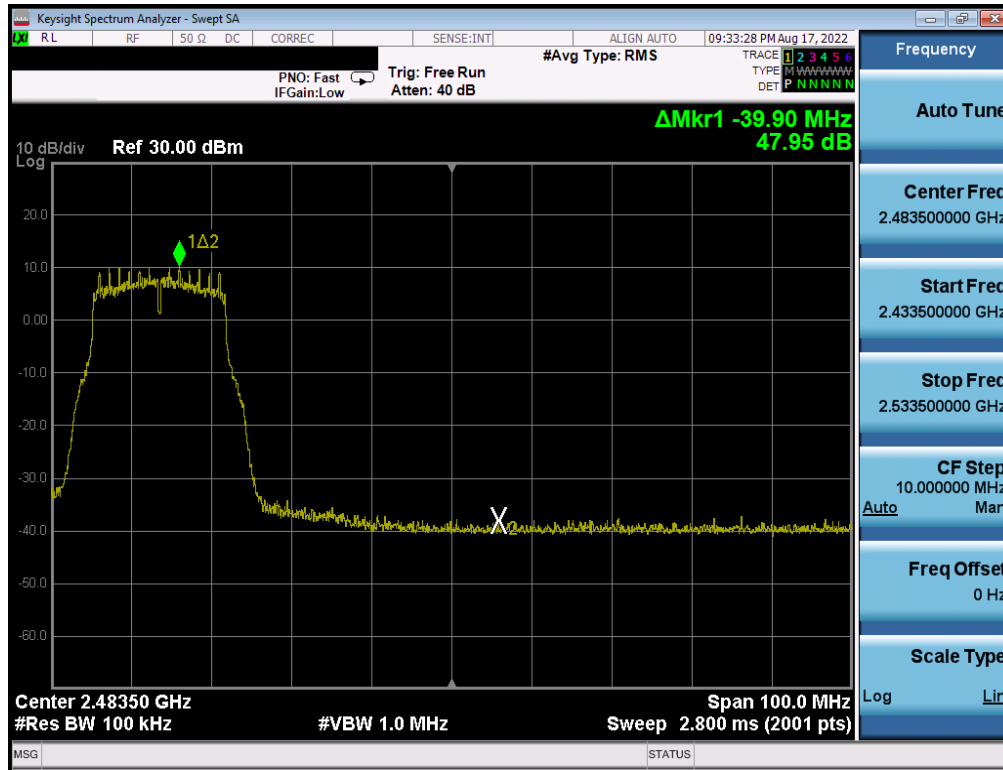 Keysight Spectrum Analyzer - Swept SA
LXI RL RF 50 Ω DC CORREC SENSE:INT ALIGN AUTO 09:33:28 PM Aug 17, 2022
PNO: Fast
IFGain:Low
Trig: Free Run
Atten: 40 dB
#Avg Type: RMS
TRACE 1 2 3 4 5 6
TYPE MWWWWW
DET P N N N N N
ΔMkr1 -39.90 MHz
47.95 dB
10 dB/div Ref 30.00 dBm
Log
20.0
10.0
0.00
-10.0
-20.0
-30.0
-40.0
-50.0
-60.0
1Δ2
X2
Center 2.48350 GHz Span 100.0 MHz
#Res BW 100 kHz #VBW 1.0 MHz Sweep 2.800 ms (2001 pts)
MSG STATUS
Frequency
Auto Tune
Center Freq
2.483500000 GHz
Start Freq
2.433500000 GHz
Stop Freq
2.533500000 GHz
CF Step
10.000000 MHz
Auto Man
Freq Offset
0 Hz
Scale Type
Log Lin